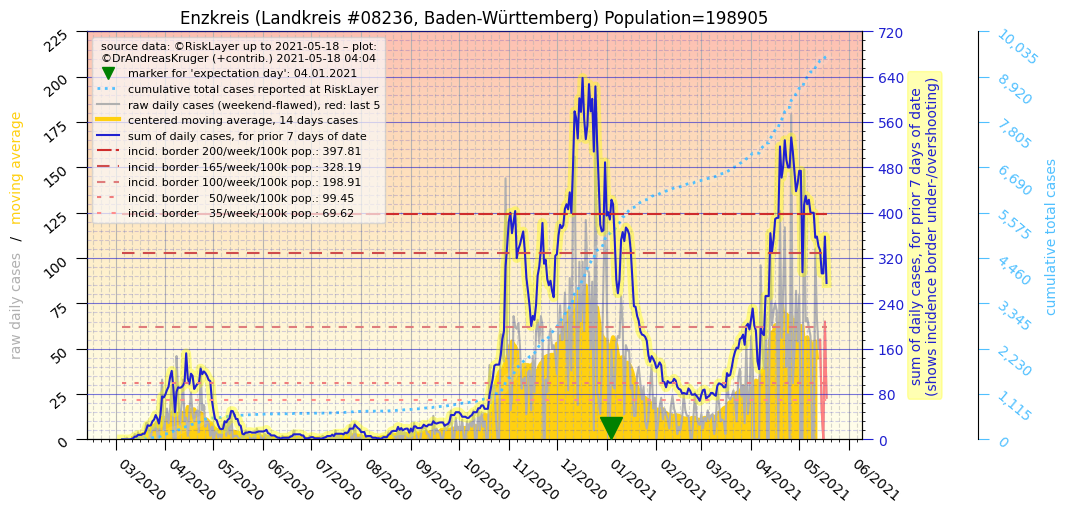 Enzkreis (Landkreis #08236, Baden-Württemberg) Population=198905
source data: ©RiskLayer up to 2021-05-18 – plot:
©DrAndreasKruger (+contrib.) 2021-05-18 04:04
marker for 'expectation day': 04.01.2021
cumulative total cases reported at RiskLayer
raw daily cases (weekend-flawed), red: last 5
centered moving average, 14 days cases
sum of daily cases, for prior 7 days of date
incid. border 200/week/100k pop.: 397.81
incid. border 165/week/100k pop.: 328.19
incid. border 100/week/100k pop.: 198.91
incid. border 50/week/100k pop.: 99.45
incid. border 35/week/100k pop.: 69.62
raw daily cases / moving average
225
200
175
150
125
100
75
50
25
0
03/2020
04/2020
05/2020
06/2020
07/2020
08/2020
09/2020
10/2020
11/2020
12/2020
01/2021
02/2021
03/2021
04/2021
05/2021
06/2021
720
640
560
480
400
320
240
160
80
0
sum of daily cases, for prior 7 days of date
(shows incidence border under-/overshooting)
10,035
8,920
7,805
6,690
5,575
4,460
3,345
2,230
1,115
0
cumulative total cases